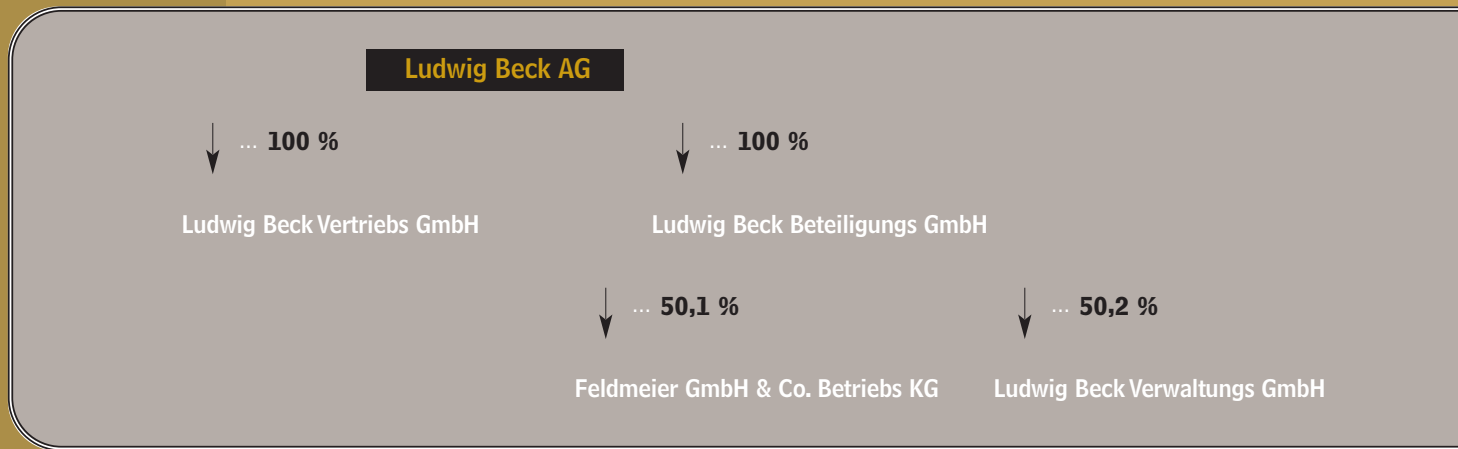 Ludwig Beck AG
... 100 %
... 100 %
Ludwig Beck Vertriebs GmbH
Ludwig Beck Beteiligungs GmbH
... 50,1 %
... 50,2 %
Feldmeier GmbH & Co. Betriebs KG
Ludwig Beck Verwaltungs GmbH